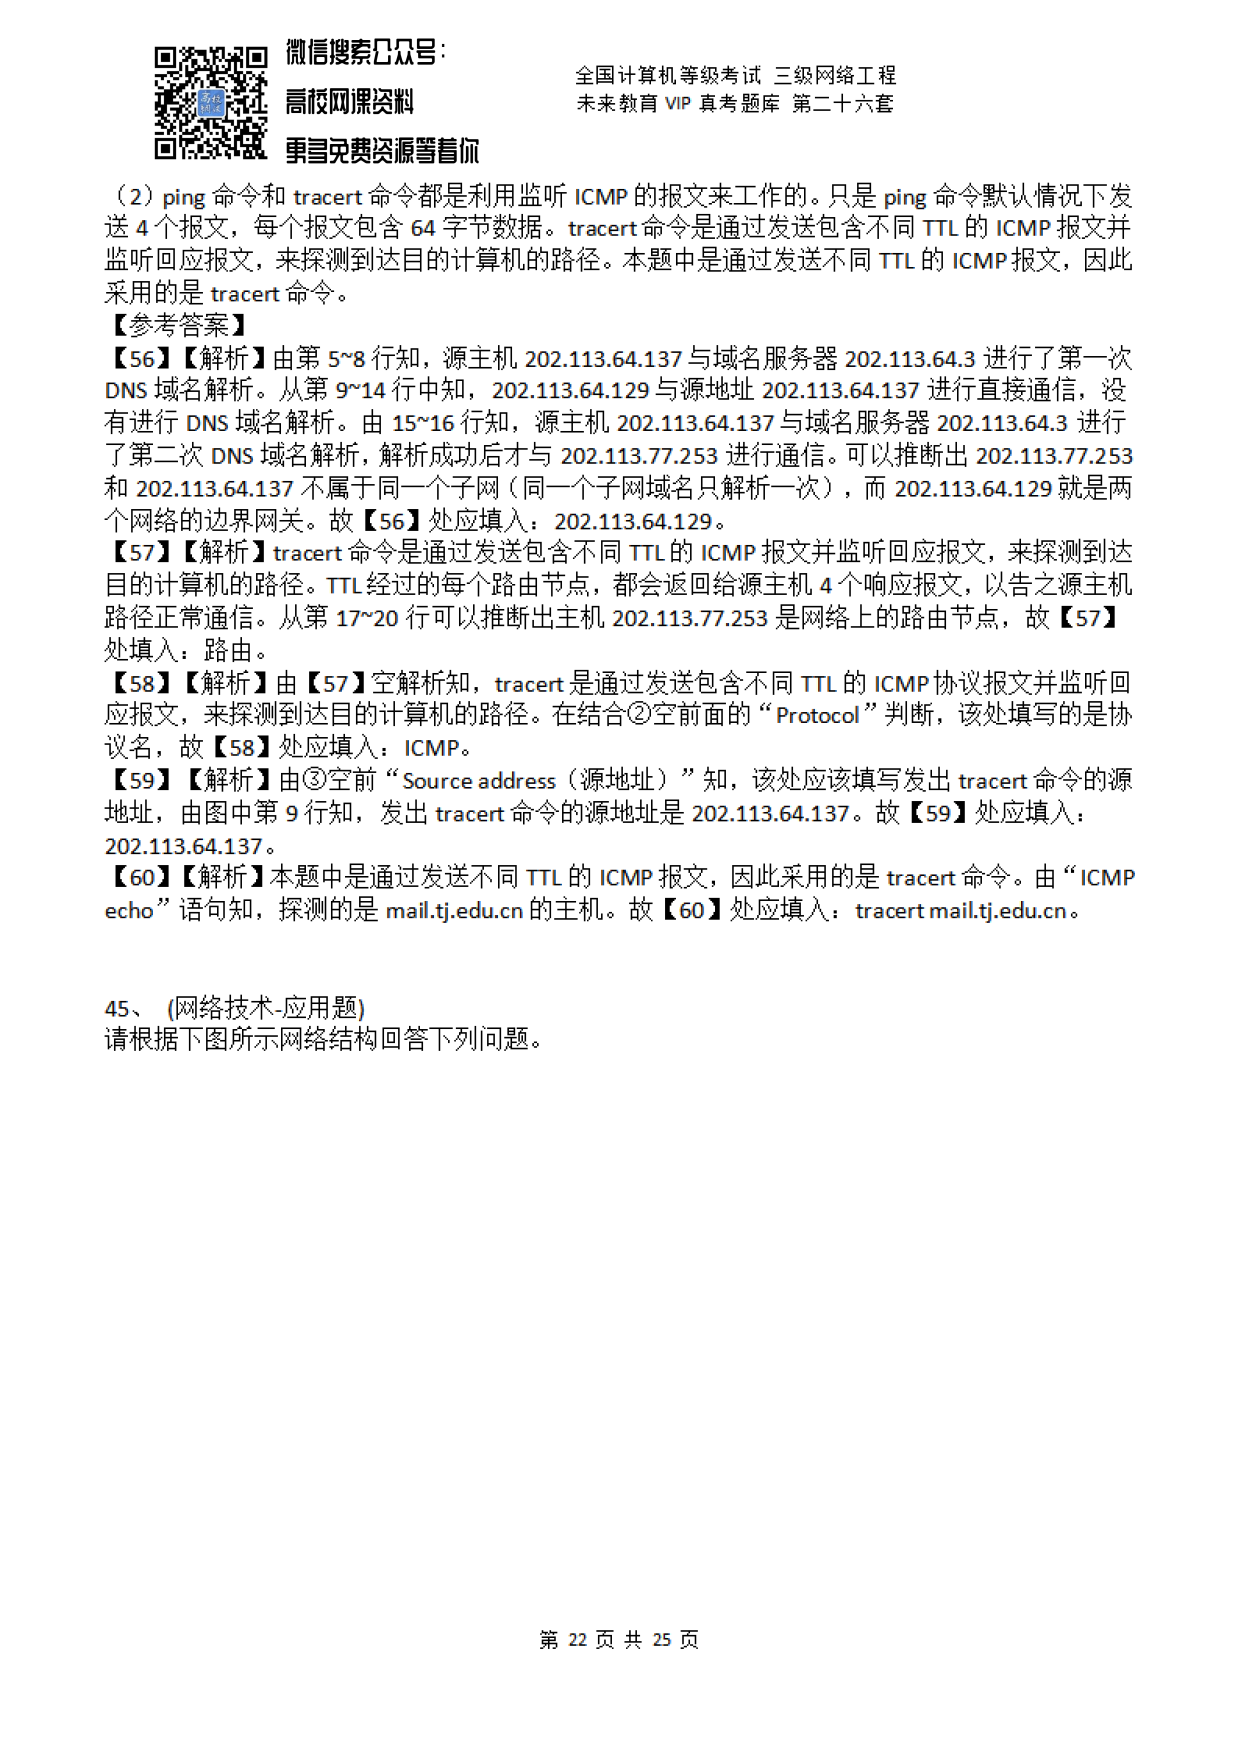 微信搜索公众号：
高校网课资料
更多免费资源等着你
全国计算机等级考试 三级网络工程
未来教育 VIP 真考题库 第二十六套
（2）ping 命令和 tracert 命令都是利用监听 ICMP 的报文来工作的。只是 ping 命令默认情况下发
送 4 个报文，每个报文包含 64 字节数据。tracert 命令是通过发送包含不同 TTL 的 ICMP 报文并
监听回应报文，来探测到达目的计算机的路径。本题中是通过发送不同 TTL 的 ICMP 报文，因此
采用的是 tracert 命令。
【参考答案】
【56】【解析】由第 5~8 行知，源主机 202.113.64.137 与域名服务器 202.113.64.3 进行了第一次
DNS 域名解析。从第 9~14 行中知，202.113.64.129 与源地址 202.113.64.137 进行直接通信，没
有进行 DNS 域名解析。由 15~16 行知，源主机 202.113.64.137 与域名服务器 202.113.64.3 进行
了第二次 DNS 域名解析，解析成功后才与 202.113.77.253 进行通信。可以推断出 202.113.77.253
和 202.113.64.137 不属于同一个子网（同一个子网域名只解析一次），而 202.113.64.129 就是两
个网络的边界网关。故【56】处应填入：202.113.64.129。
【57】【解析】tracert 命令是通过发送包含不同 TTL 的 ICMP 报文并监听回应报文，来探测到达
目的计算机的路径。TTL 经过的每个路由节点，都会返回给源主机 4 个响应报文，以告之源主机
路径正常通信。从第 17~20 行可以推断出主机 202.113.77.253 是网络上的路由节点，故【57】
处填入：路由。
【58】【解析】由【57】空解析知，tracert 是通过发送包含不同 TTL 的 ICMP 协议报文并监听回
应报文，来探测到达目的计算机的路径。在结合②空前面的“Protocol”判断，该处填写的是协
议名，故【58】处应填入：ICMP。
【59】【解析】由③空前“Source address（源地址）”知，该处应该填写发出 tracert 命令的源
地址，由图中第 9 行知，发出 tracert 命令的源地址是 202.113.64.137。故【59】处应填入：
202.113.64.137。
【60】【解析】本题中是通过发送不同 TTL 的 ICMP 报文，因此采用的是 tracert 命令。由“ICMP
echo”语句知，探测的是 mail.tj.edu.cn 的主机。故【60】处应填入：tracert mail.tj.edu.cn。
45、 (网络技术-应用题)
请根据下图所示网络结构回答下列问题。
第 22 页 共 25 页